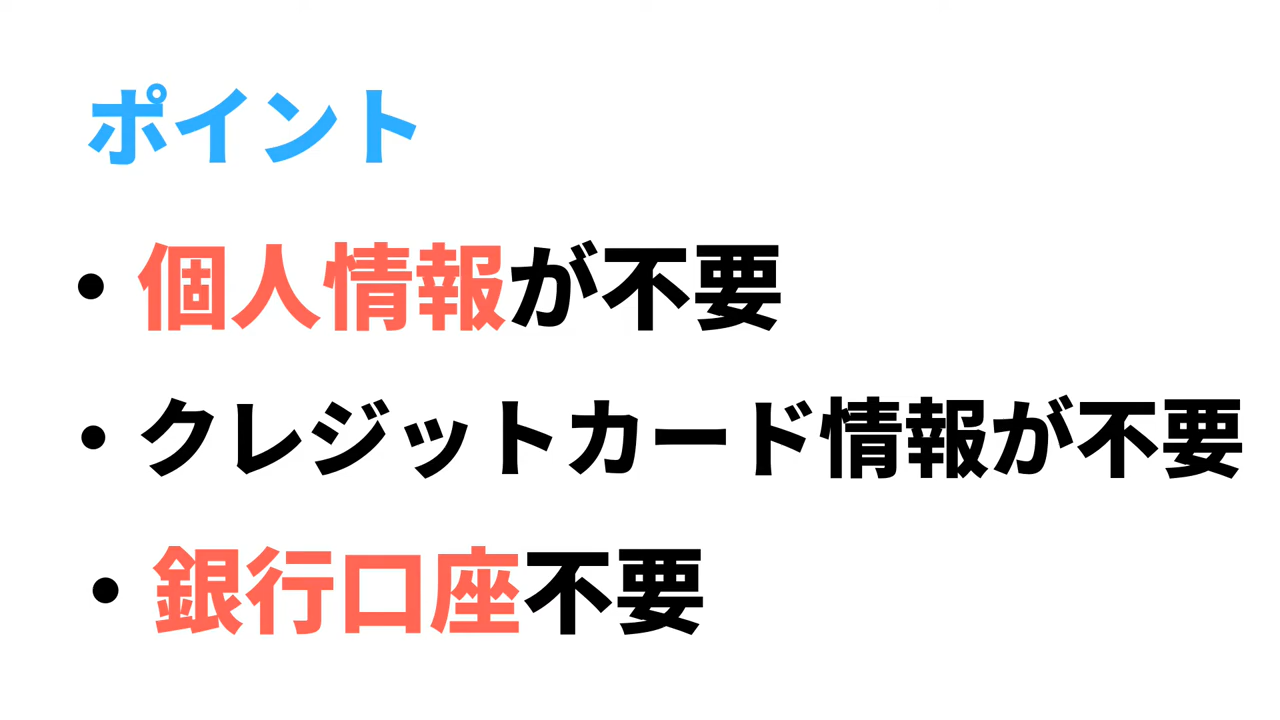 ポイント
・個人情報が不要
・クレジットカード情報が不要
・銀行口座不要